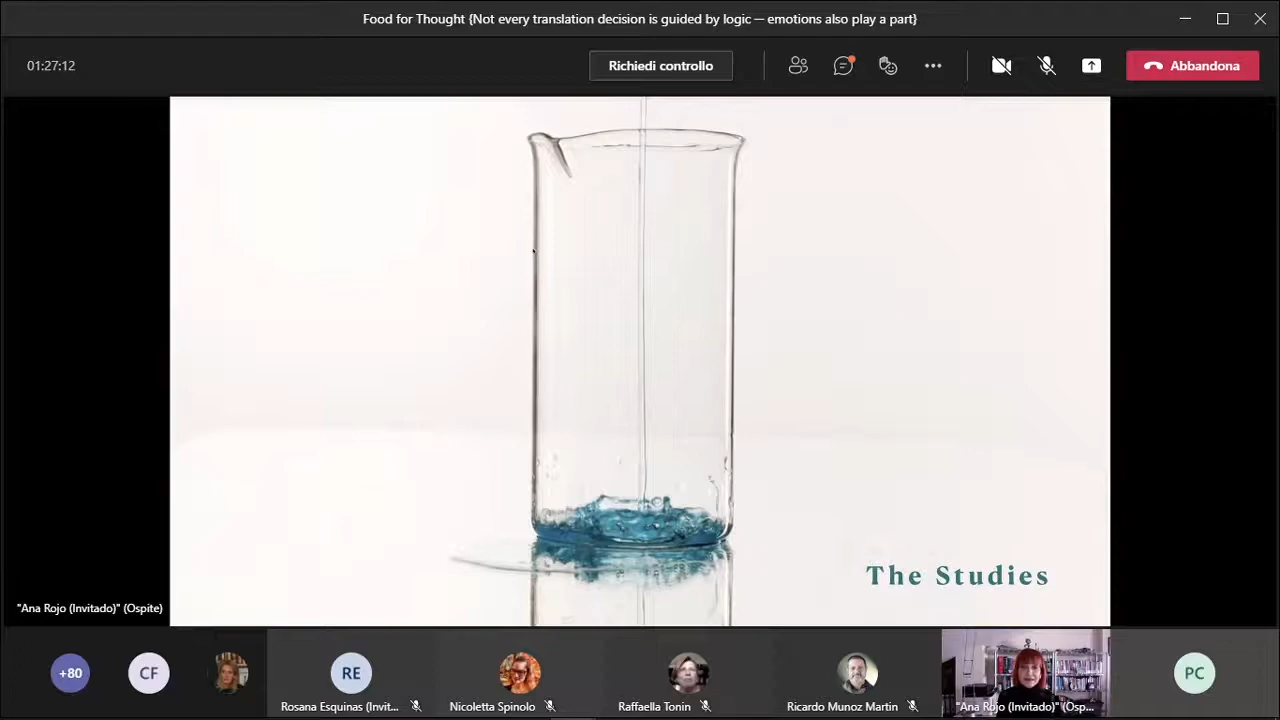 Food for Thought {Not every translation decision is guided by logic — emotions also play a part}
01:27:12
Richiedi controllo
Abbandona
The Studies
"Ana Rojo (Invitado)" (Ospite)
+80
CF
RE
PC
Rosana Esquinas (Invit...
Nicoletta Spinolo
Raffaella Tonin
Ricardo Munoz Martin
"Ana Rojo (Invitado)" (Osp...